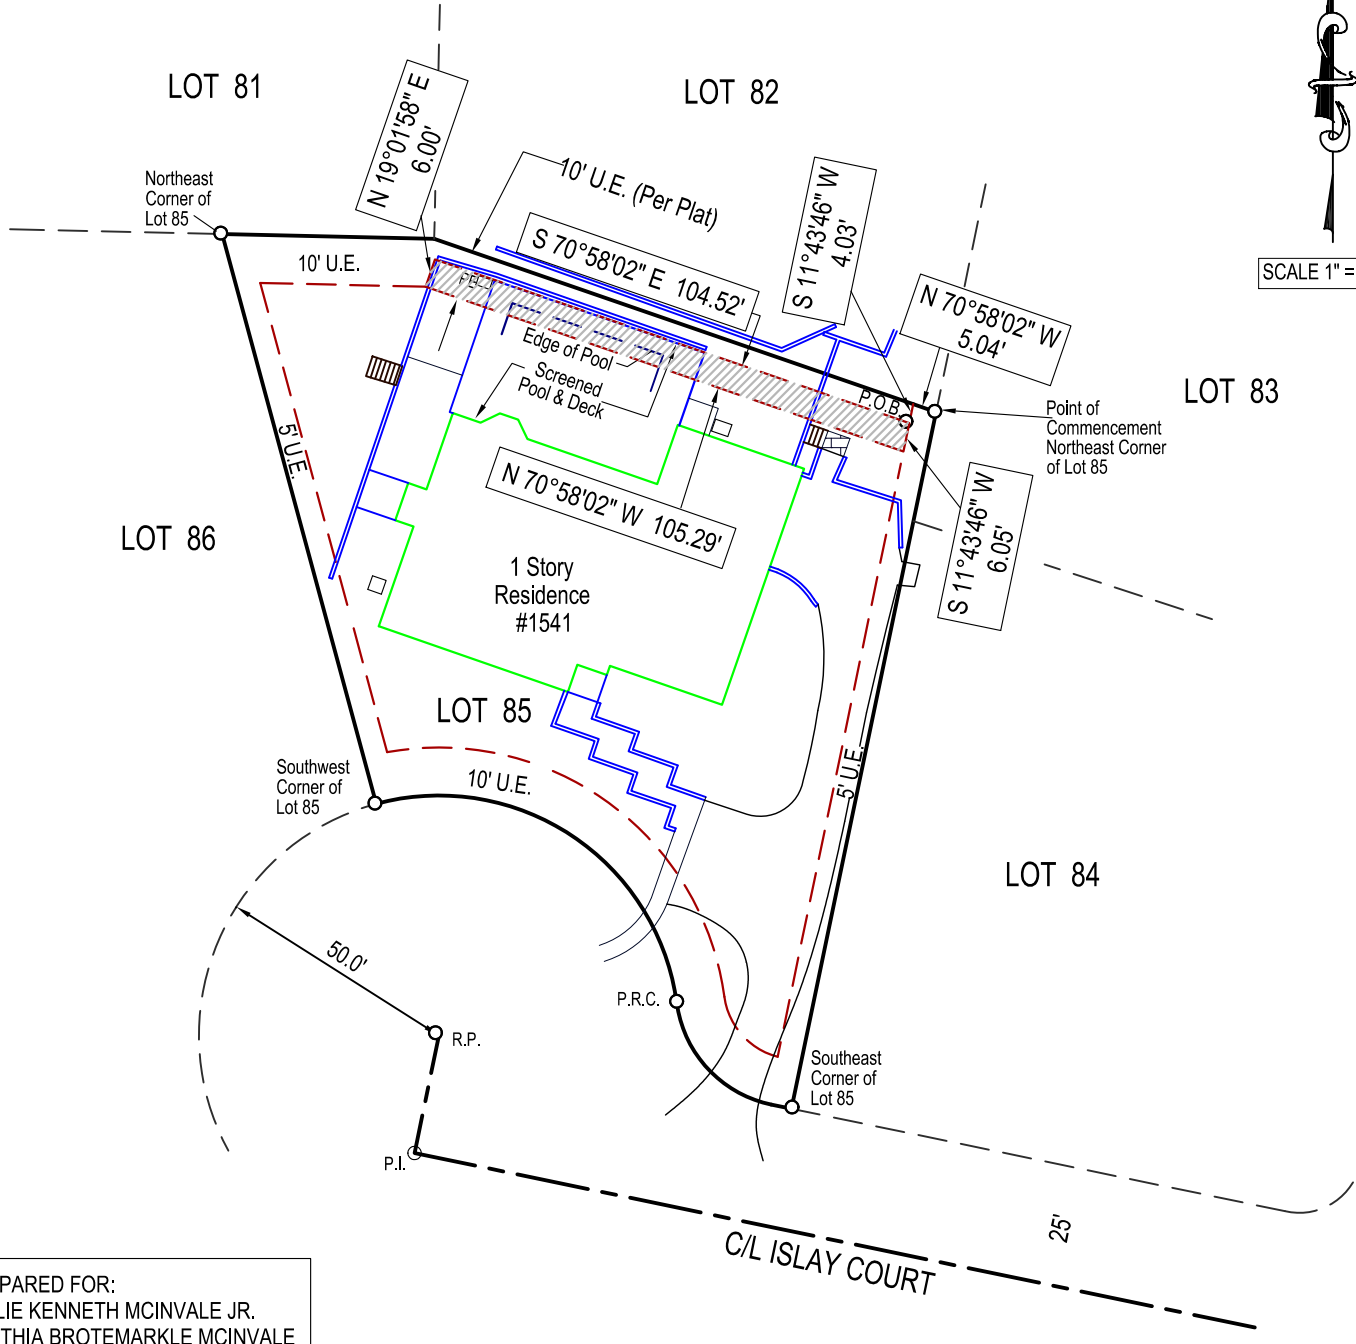 LOT 81
LOT 82
N 19°01'58" E
6.00'
10' U.E. (Per Plat)
S 11°43'46" W
4.03'
Northeast
Corner of
Lot 85
S 70°58'02" E 104.52'
N 70°58'02" W
5.04'
SCALE 1" =
10' U.E.
Edge of Pool
Screened
Pool & Deck
P.O.B.
LOT 83
Point of
Commencement
Northeast Corner
of Lot 85
5' U.E.
N 70°58'02" W 105.29'
S 11°43'46" W
6.05'
LOT 86
1 Story
Residence
#1541
LOT 85
Southwest
Corner of
Lot 85
10' U.E.
5' U.E.
LOT 84
50.0'
P.R.C.
R.P.
Southeast
Corner of
Lot 85
P.I.
25'
C/L ISLAY COURT
PARED FOR:
LIE KENNETH MCINVALE JR.
THIA BROTEMARKLE MCINVALE